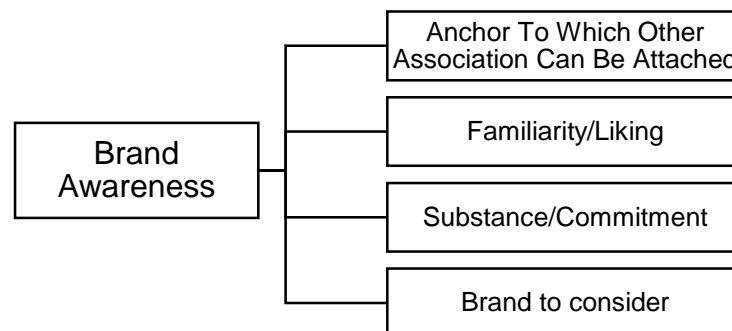 Anchor To Which Other
Association Can Be Attached
Familiarity/Liking
Brand
Awareness
Substance/Commitment
Brand to consider